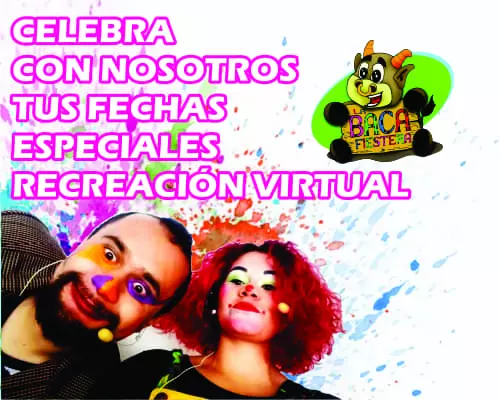 CELEBRA
CON NOSOTROS
TUS FECHAS
ESPECIALES
RECREACIÓN VIRTUAL
LA
BACA
FIESTERA